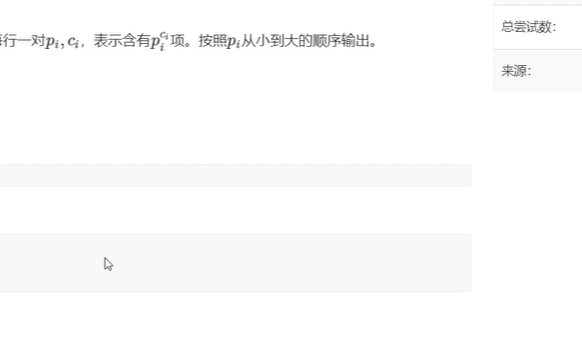 行一对$p_i, c_i$，表示含有$p_i^{c_i}$项。按照$p_i$从小到大的顺序输出。
总尝试数:
来源: